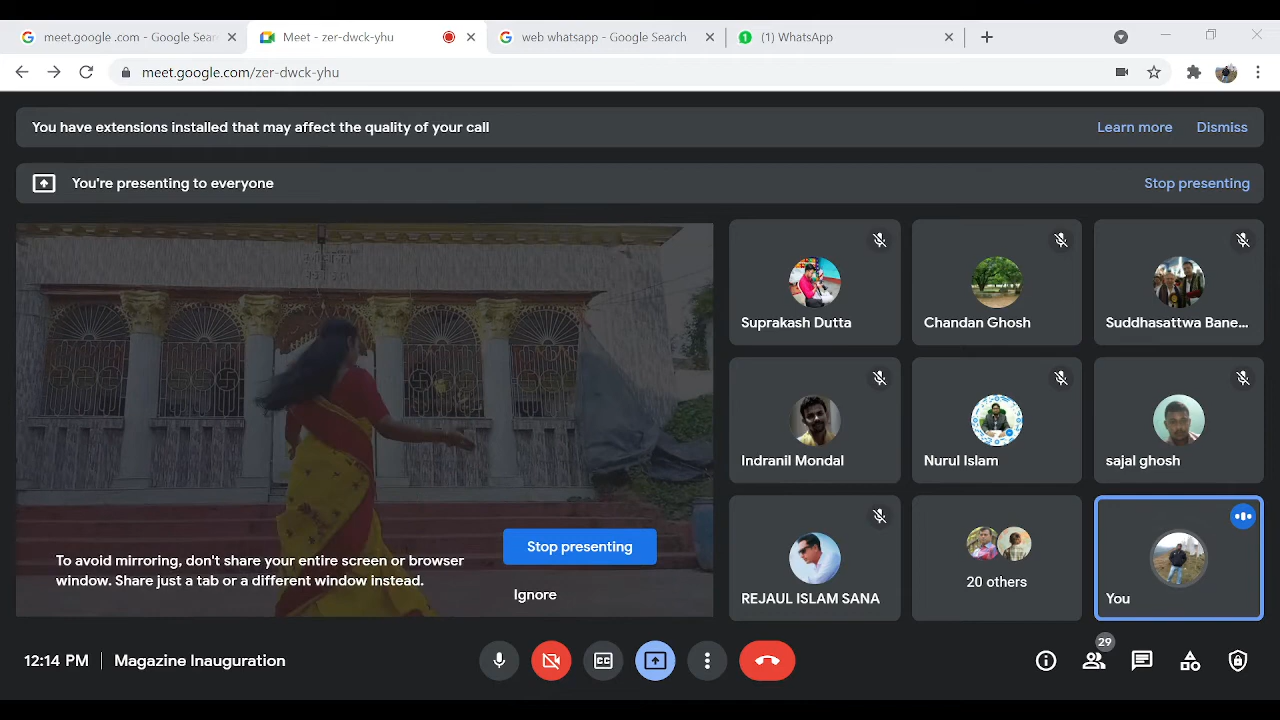 meet.google .com - Google Sear
Meet - zer-dwck-yhu
web whatsapp - Google Search
(1) WhatsApp
meet.google.com/zer-dwck-yhu
You have extensions installed that may affect the quality of your call
Learn more
Dismiss
You're presenting to everyone
Stop presenting
Suprakash Dutta
Chandan Ghosh
Suddhasattwa Bane...
Indranil Mondal
Nurul Islam
sajal ghosh
To avoid mirroring, don't share your entire screen or browser
window. Share just a tab or a different window instead.
Stop presenting
Ignore
REJAUL ISLAM SANA
20 others
You
12:14 PM
Magazine Inauguration
CC
29